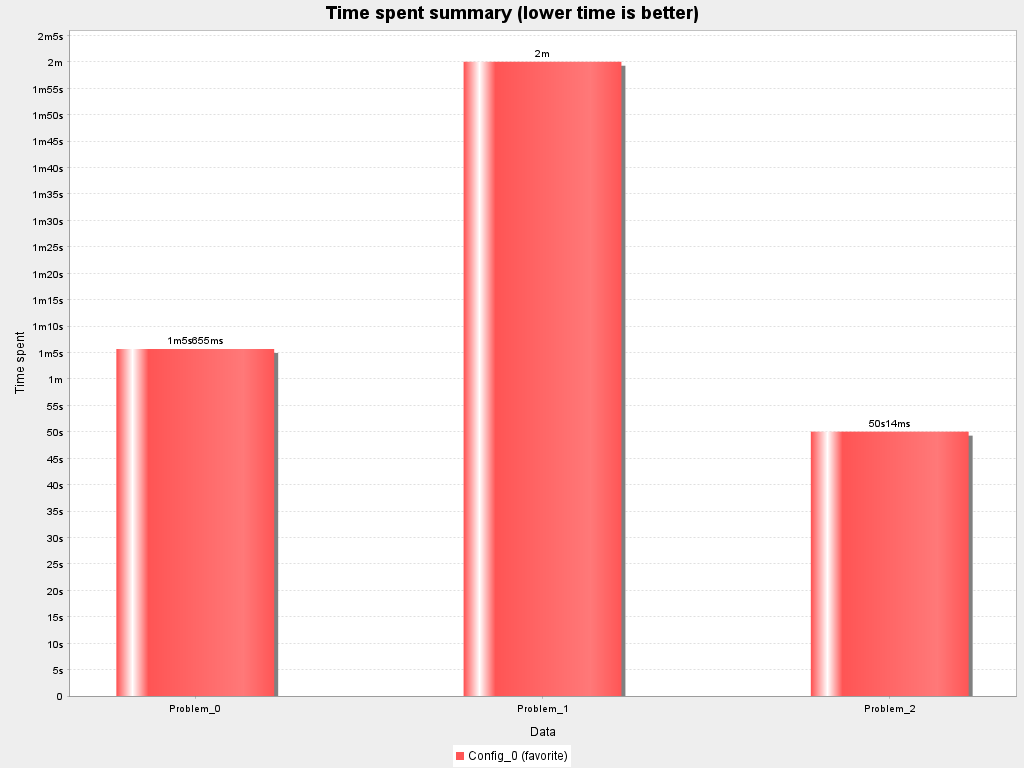 Time spent summary (lower time is better)
2m5s
2m
1m55s
1m50s
1m45s
1m40s
1m35s
1m30s
1m25s
1m20s
1m15s
1m10s
1m5s
1m
55s
50s
45s
40s
35s
30s
25s
20s
15s
10s
5s
0
Time spent
1m5s655ms
2m
50s14ms
Problem_0
Problem_1
Problem_2
Data
Config_0 (favorite)